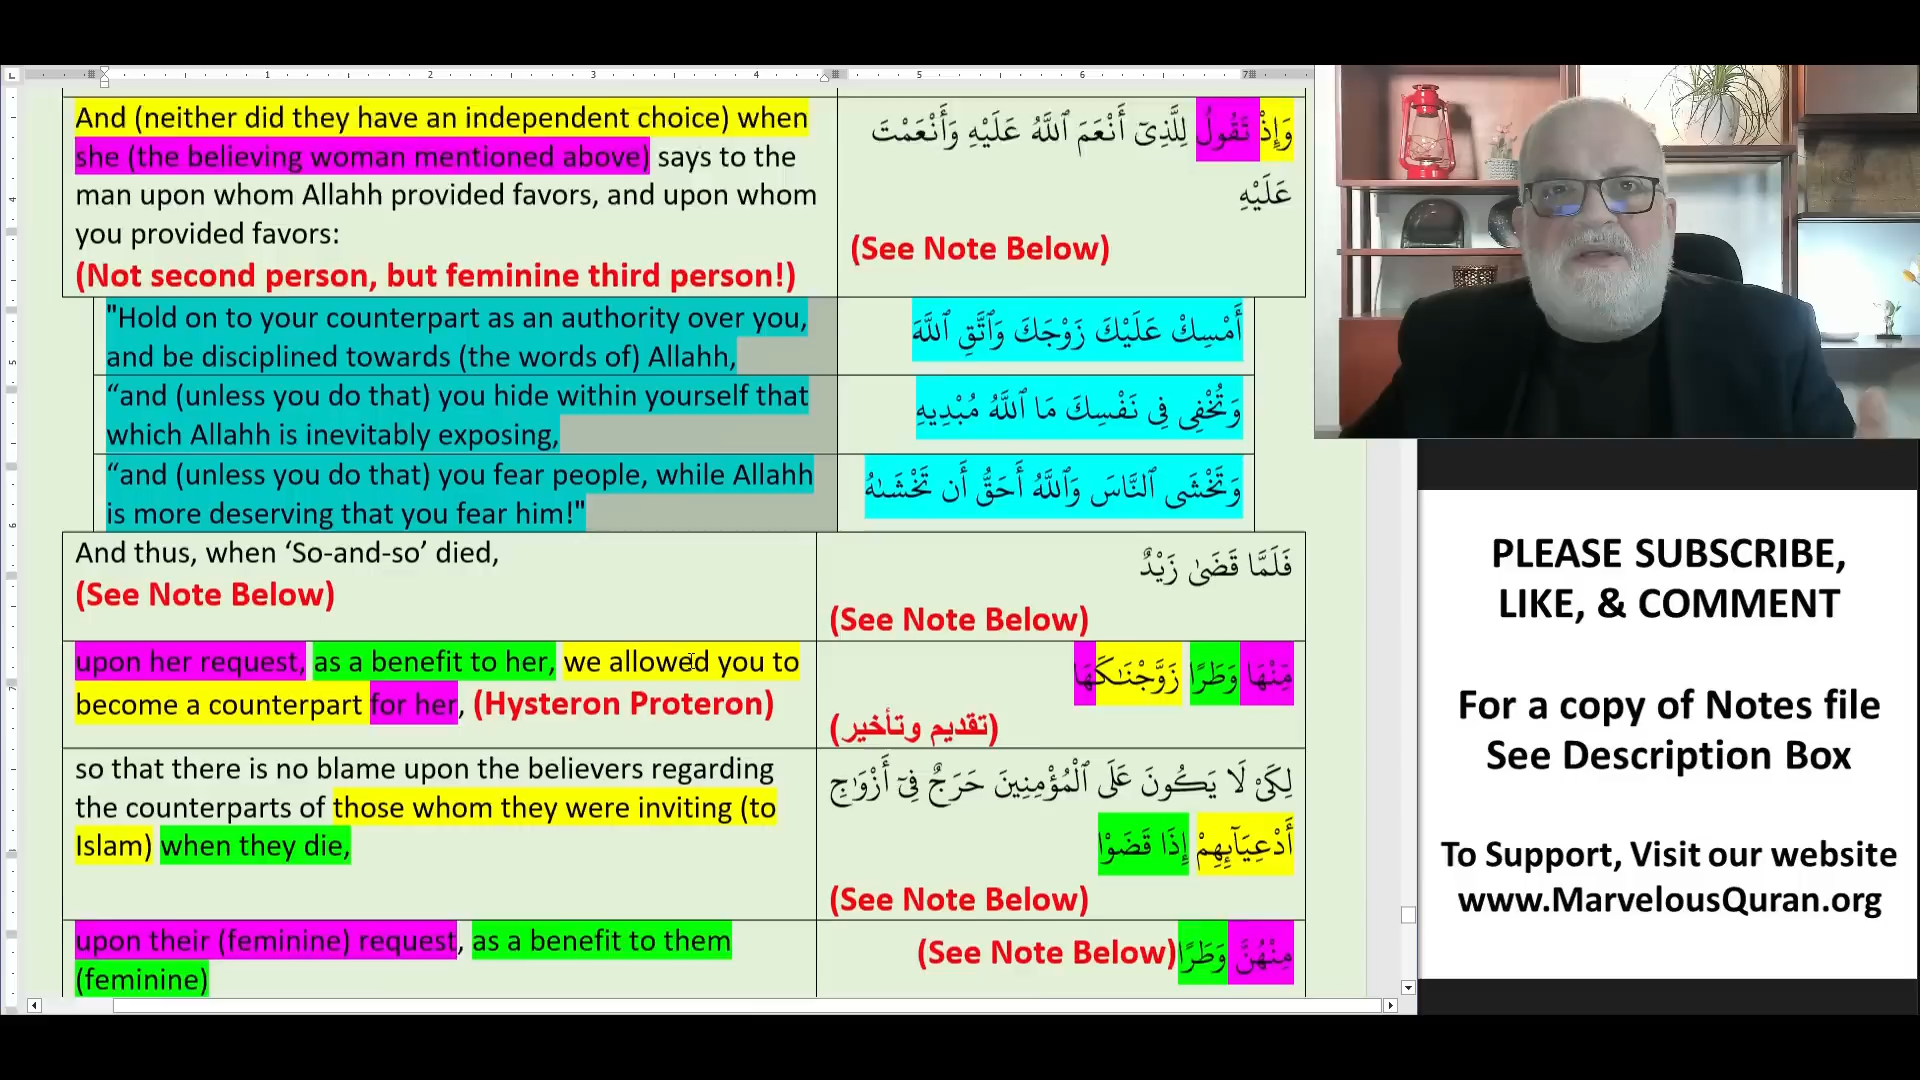 1 2 3 4 5 6 7
And (neither did they have an independent choice) when
she (the believing woman mentioned above) says to the
man upon whom Allahh provided favors, and upon whom
you provided favors:
(Not second person, but feminine third person!)
وَإِذْ تَقُولُ لِلَّذِىٓ أَنْعَمَ ٱللَّهُ عَلَيْهِ وَأَنْعَمْتَ
عَلَيْهِ
(See Note Below)
"Hold on to your counterpart as an authority over you,
and be disciplined towards (the words of) Allahh,
أَمْسِكْ عَلَيْكَ زَوْجَكَ وَٱتَّقِ ٱللَّهَ
“and (unless you do that) you hide within yourself that
which Allahh is inevitably exposing,
وَتُخْفِى فِى نَفْسِكَ مَا ٱللَّهُ مُبْدِيهِ
“and (unless you do that) you fear people, while Allahh
is more deserving that you fear him!"
وَتَخْشَى ٱلنَّاسَ وَٱللَّهُ أَحَقُّ أَن تَخْشَىٰهُ
And thus, when ‘So-and-so’ died,
(See Note Below)
فَلَمَّا قَضَىٰ زَيْدٌ
(See Note Below)
upon her request, as a benefit to her, we allowed you to
become a counterpart for her, (Hysteron Proteron)
مِّنْهَا وَطَرًا زَوَّجْنَـٰكَهَا
(تقديم وتأخير)
so that there is no blame upon the believers regarding
the counterparts of those whom they were inviting (to
Islam) when they die,
لِكَىْ لَا يَكُونَ عَلَى ٱلْمُؤْمِنِينَ حَرَجٌ فِىٓ أَزْوَٰجِ
أَدْعِيَآئِهِمْ إِذَا قَضَوْا
(See Note Below)
upon their (feminine) request, as a benefit to them
(feminine)
مِنْهُنَّ وَطَرًا (See Note Below)
PLEASE SUBSCRIBE,
LIKE, & COMMENT
For a copy of Notes file
See Description Box
To Support, Visit our website
www.MarvelousQuran.org